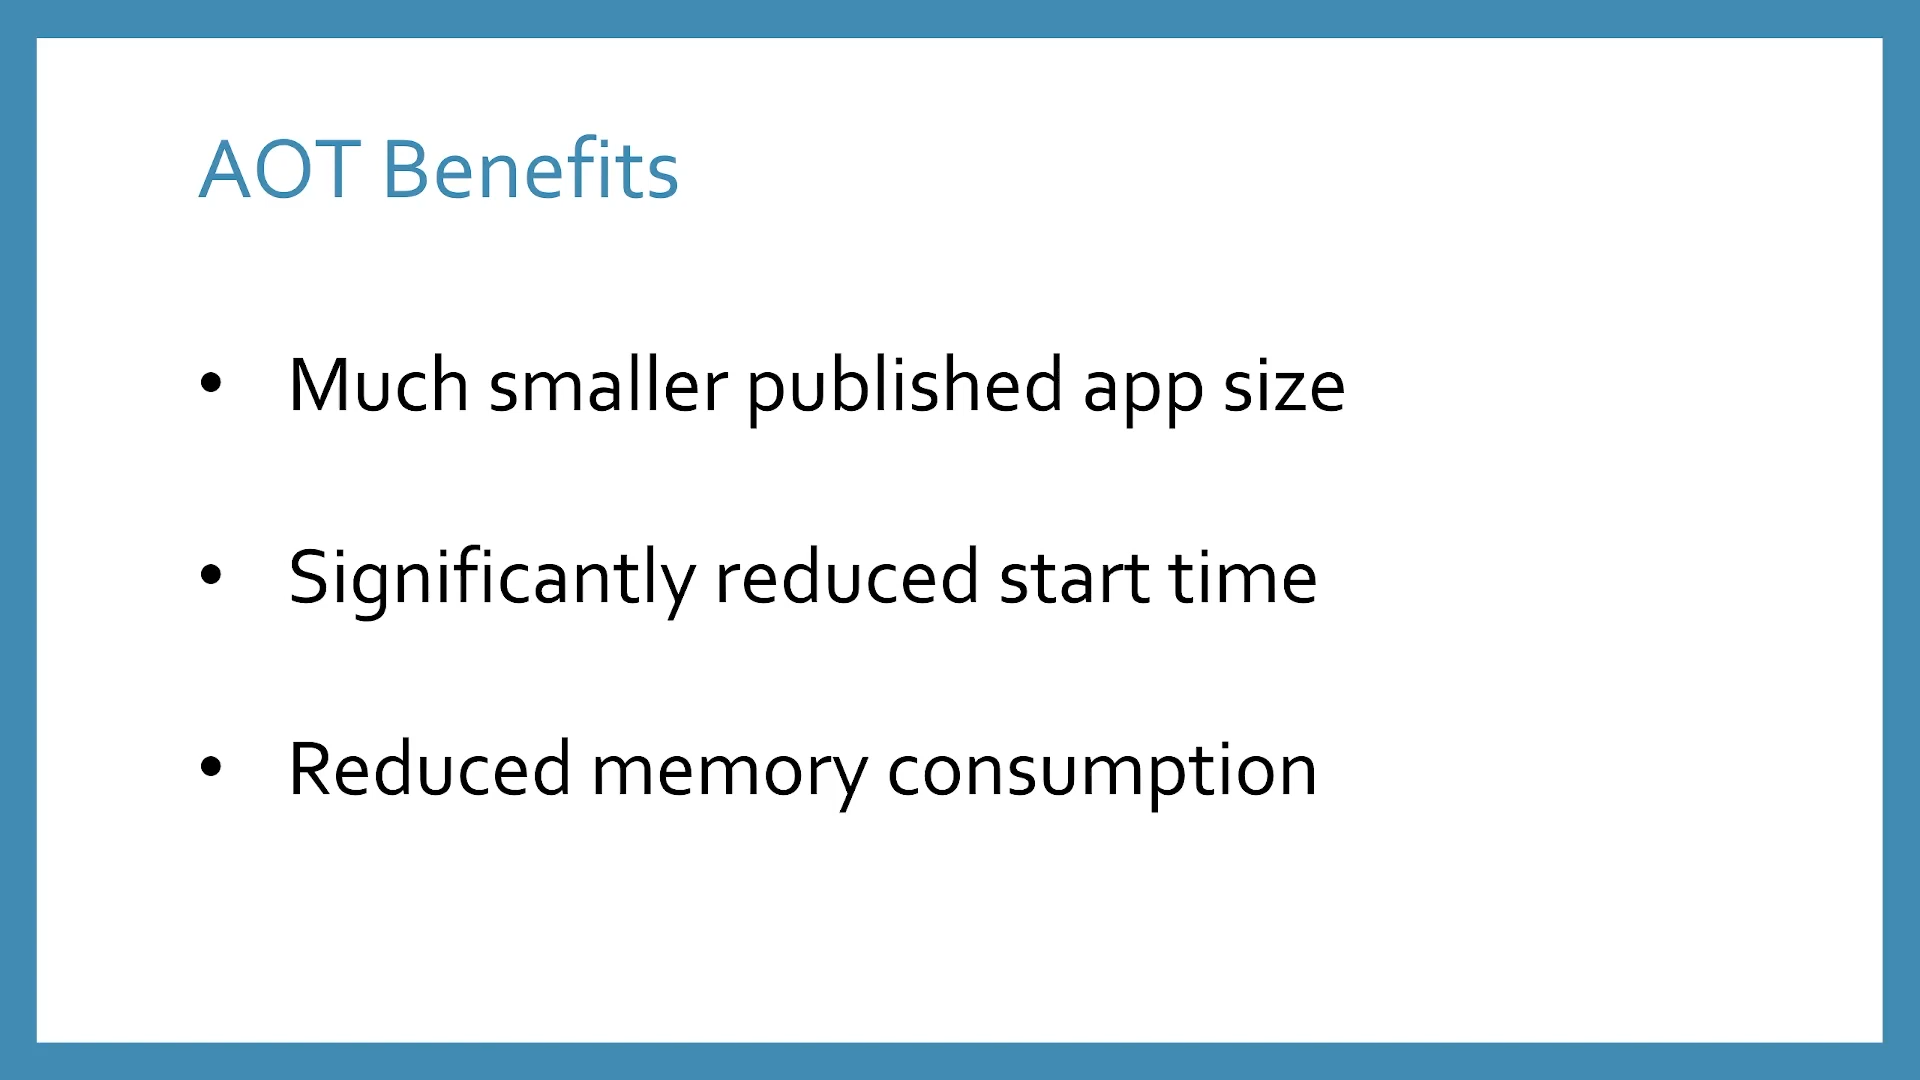 AOT Benefits
• Much smaller published app size
• Significantly reduced start time
• Reduced memory consumption